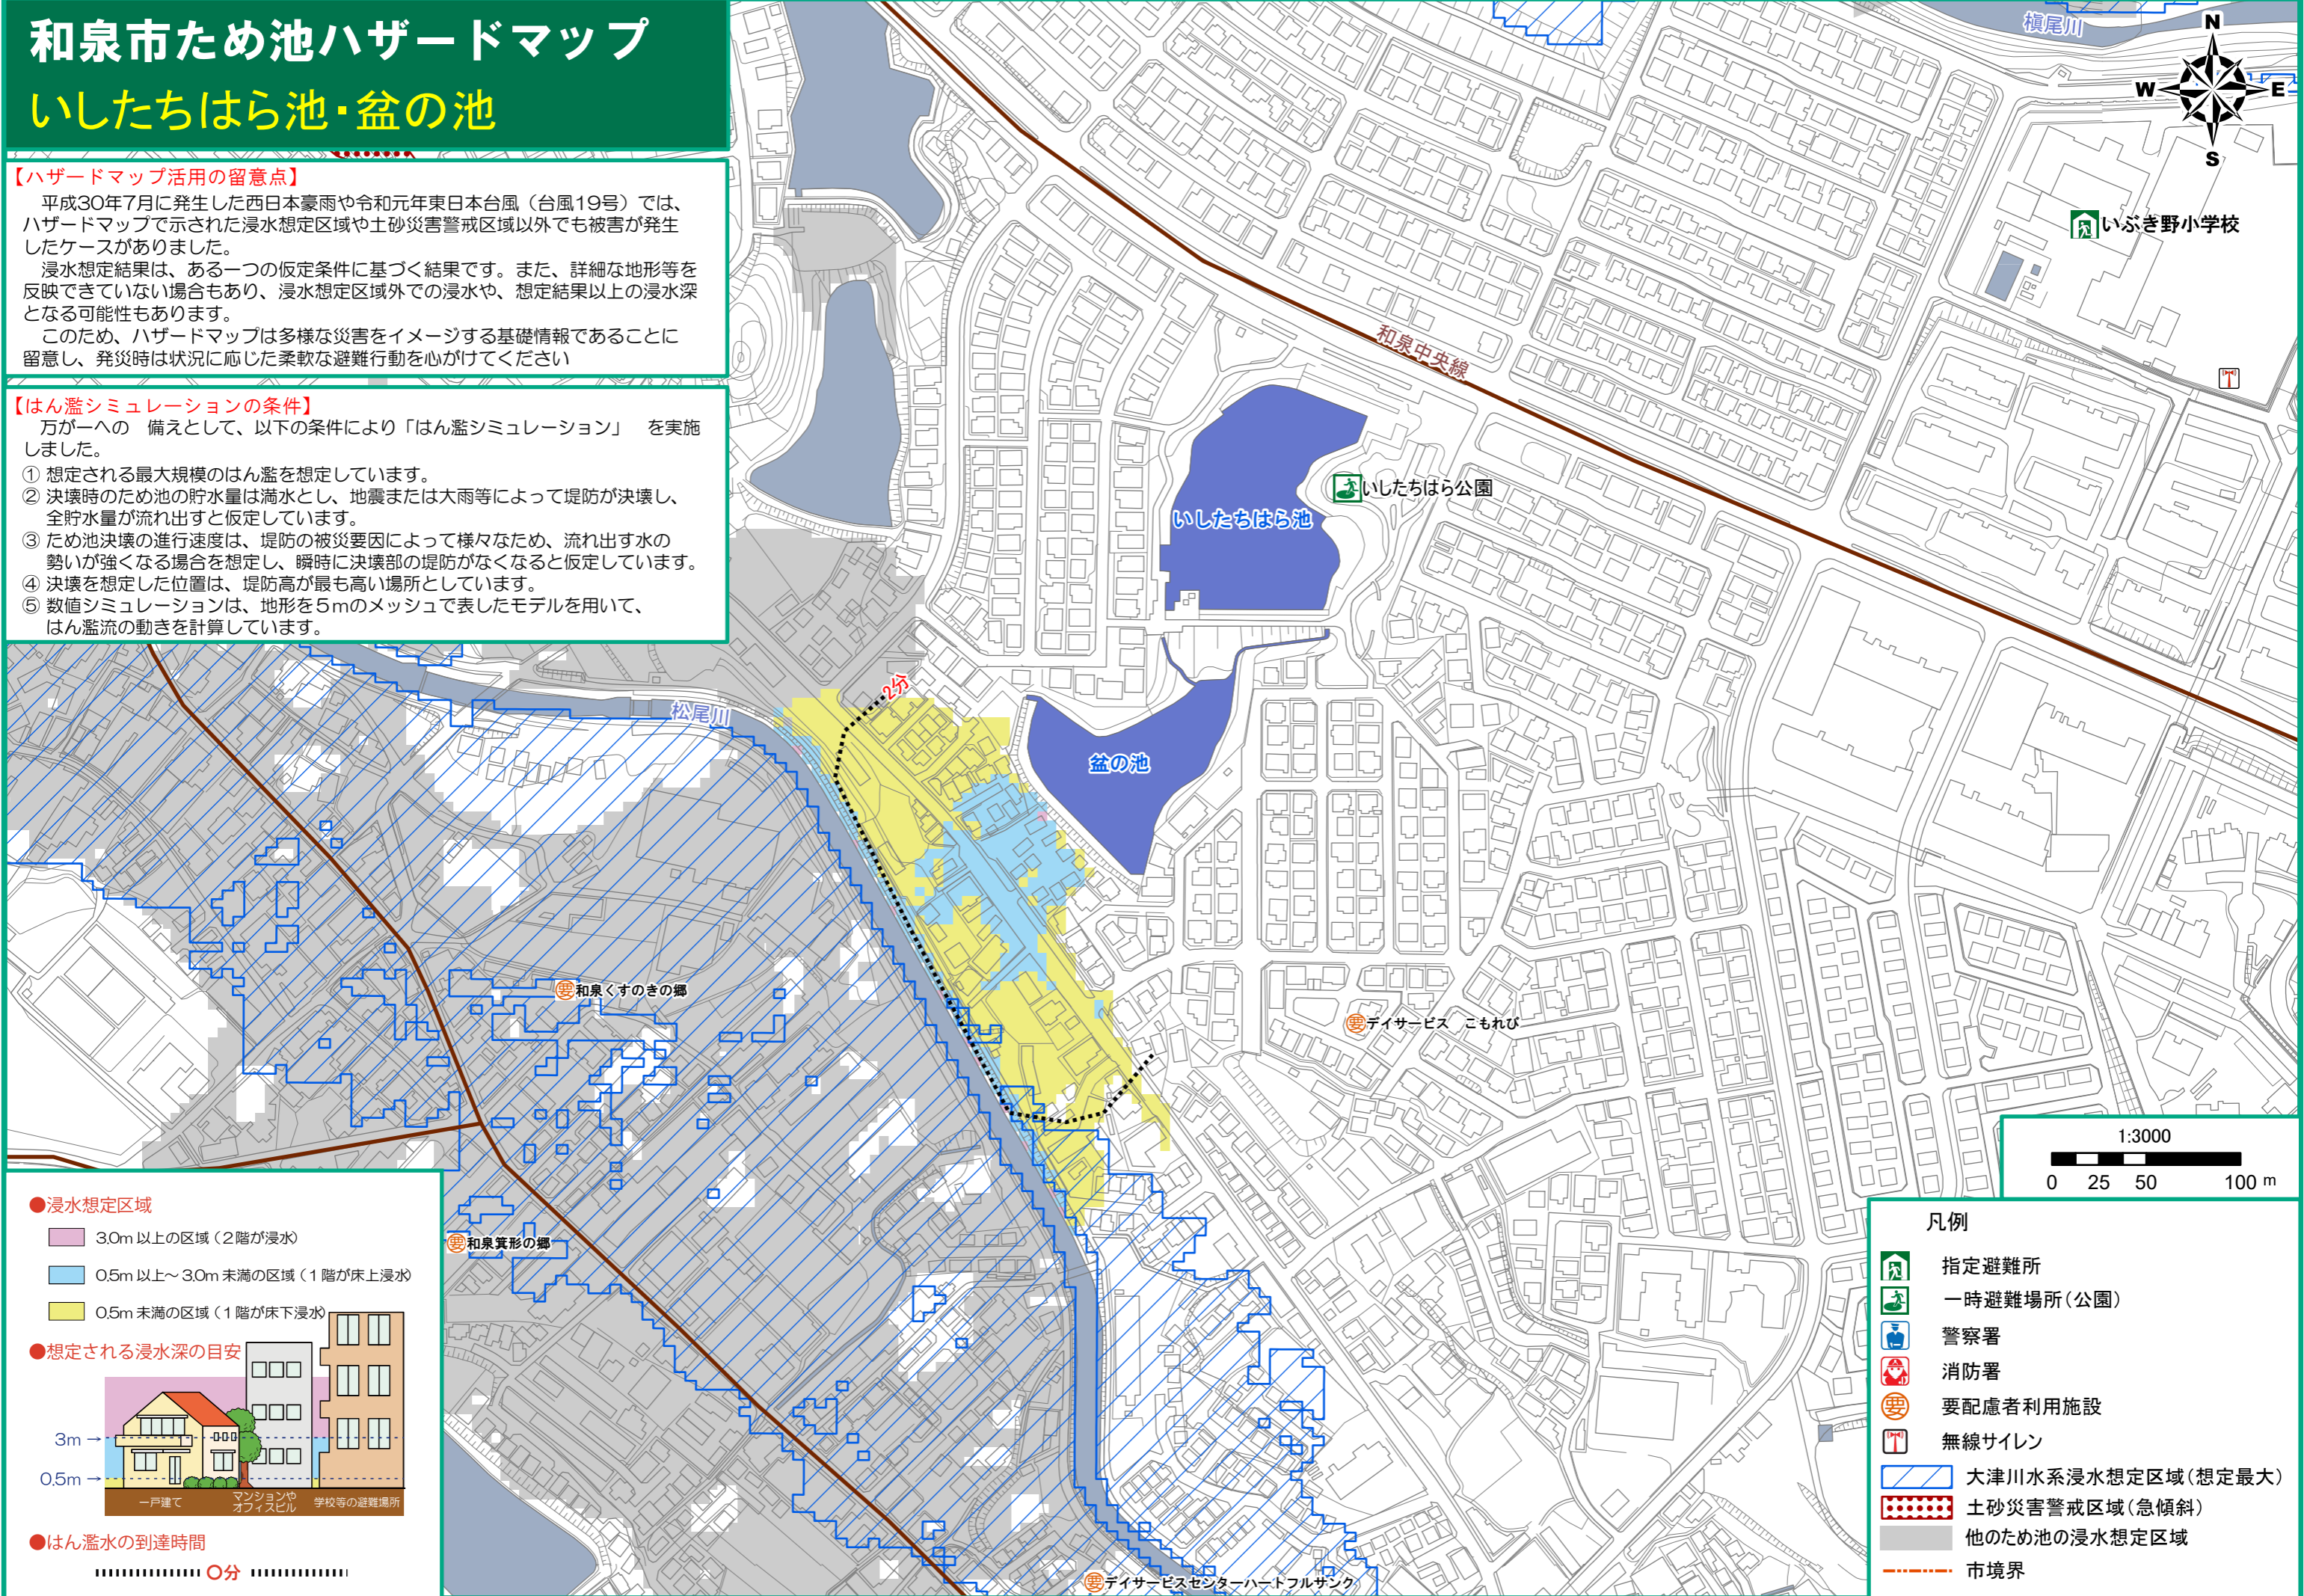 和泉市ため池ハザードマップ
いしたちはら池・盆の池
【ハザードマップ活用の留意点】
平成30年7月に発生した西日本豪雨や令和元年東日本台風（台風19号）では、
ハザードマップで示された浸水想定区域や土砂災害警戒区域以外でも被害が発生
したケースがありました。
浸水想定結果は、ある一つの仮定条件に基づく結果です。また、詳細な地形等を
反映できていない場合もあり、浸水想定区域外での浸水や、想定結果以上の浸水深
となる可能性もあります。
このため、ハザードマップは多様な災害をイメージする基礎情報であることに
留意し、発災時は状況に応じた柔軟な避難行動を心がけてください
【はん濫シミュレーションの条件】
万が一への　備えとして、以下の条件により「はん濫シミュレーション」　を実施
しました。
① 想定される最大規模のはん濫を想定しています。
② 決壊時のため池の貯水量は満水とし、地震または大雨等によって堤防が決壊し、
全貯水量が流れ出すと仮定しています。
③ ため池決壊の進行速度は、堤防の被災要因によって様々なため、流れ出す水の
勢いが強くなる場合を想定し、瞬時に決壊部の堤防がなくなると仮定しています。
④ 決壊を想定した位置は、堤防高が最も高い場所としています。
⑤ 数値シミュレーションは、地形を5mのメッシュで表したモデルを用いて、
はん濫流の動きを計算しています。
槇尾川
N
W
E
S
いぶき野小学校
和泉中央線
いしたちはら公園
いしたちはら池
2分
松尾川
盆の池
要 和泉くすのきの郷
要 デイサービス　こもれび
要 和泉箕形の郷
要 デイサービスセンターハートフルサンク
●浸水想定区域
3.0m 以上の区域（2階が浸水）
0.5m 以上～3.0m 未満の区域（1階が床上浸水）
0.5m 未満の区域（1階が床下浸水）
●想定される浸水深の目安
3m →
0.5m →
一戸建て
マンションや
オフィスビル
学校等の避難場所
●はん濫水の到達時間
〇分
1:3000
0 25 50 100 m
凡例
指定避難所
一時避難場所（公園）
警察署
消防署
要 要配慮者利用施設
無線サイレン
大津川水系浸水想定区域（想定最大）
土砂災害警戒区域（急傾斜）
他のため池の浸水想定区域
市境界